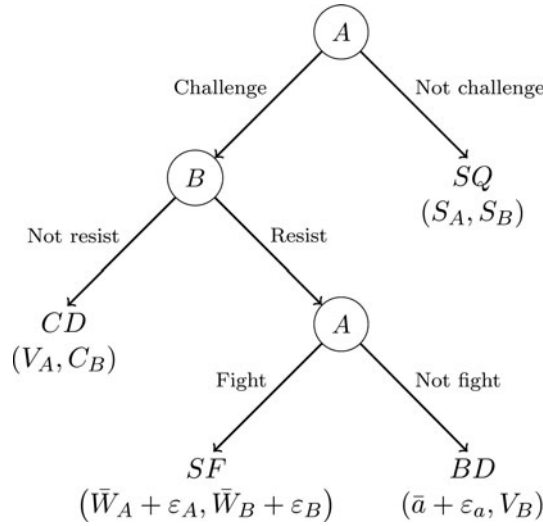 A
Challenge
Not challenge
B
SQ
(S_A, S_B)
Not resist
Resist
CD
(V_A, C_B)
A
Fight
Not fight
SF
BD
(W̄_A + ε_A, W̄_B + ε_B)
(ā + ε_a, V_B)